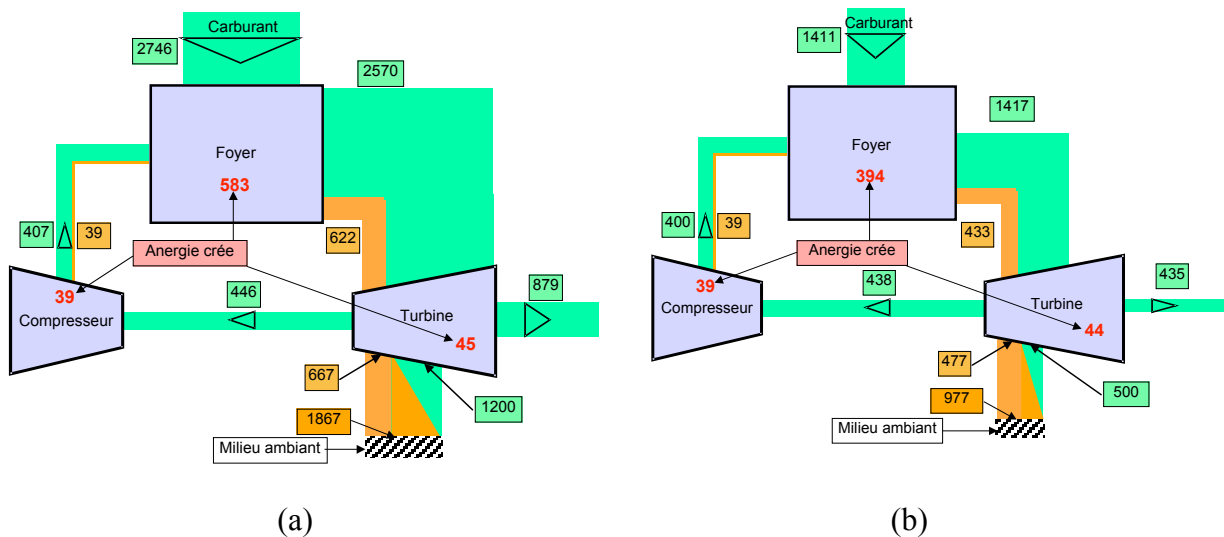 Carburant
2746
2570
Foyer
583
407
39
622
Anergie crée
39
Compresseur
446
879
Turbine
45
667
1200
1867
Milieu ambiant
(a)
Carburant
1411
1417
Foyer
394
400
39
433
Anergie crée
39
Compresseur
438
435
Turbine
44
477
500
977
Milieu ambiant
(b)